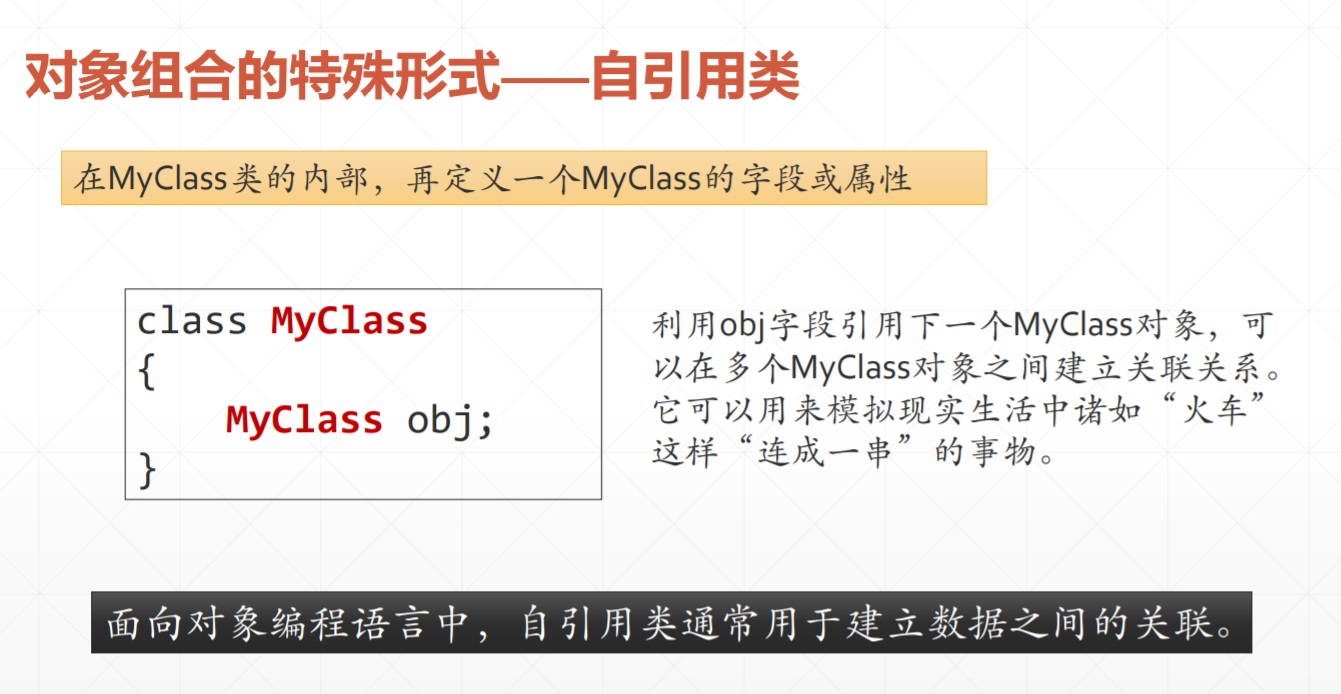 对象组合的特殊形式——自引用类
在MyClass类的内部，再定义一个MyClass的字段或属性
class MyClass
{
    MyClass obj;
}
利用obj字段引用下一个MyClass对象，可
以在多个MyClass对象之间建立关联关系。
它可以用来模拟现实生活中诸如“火车”
这样“连成一串”的事物。
面向对象编程语言中，自引用类通常用于建立数据之间的关联。